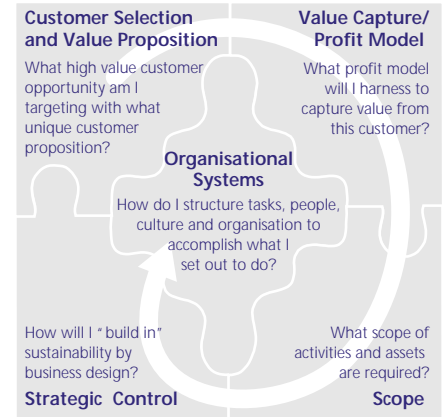 Customer Selection
and Value Proposition
What high value customer
opportunity am I
targeting with what
unique customer
proposition?
Value Capture/
Profit Model
What profit model
will I harness to
capture value from
this customer?
Organisational
Systems
How do I structure tasks, people,
culture and organisation to
accomplish what I
set out to do?
How will I “build in”
sustainability by
business design?
Strategic Control
What scope of
activities and assets
are required?
Scope